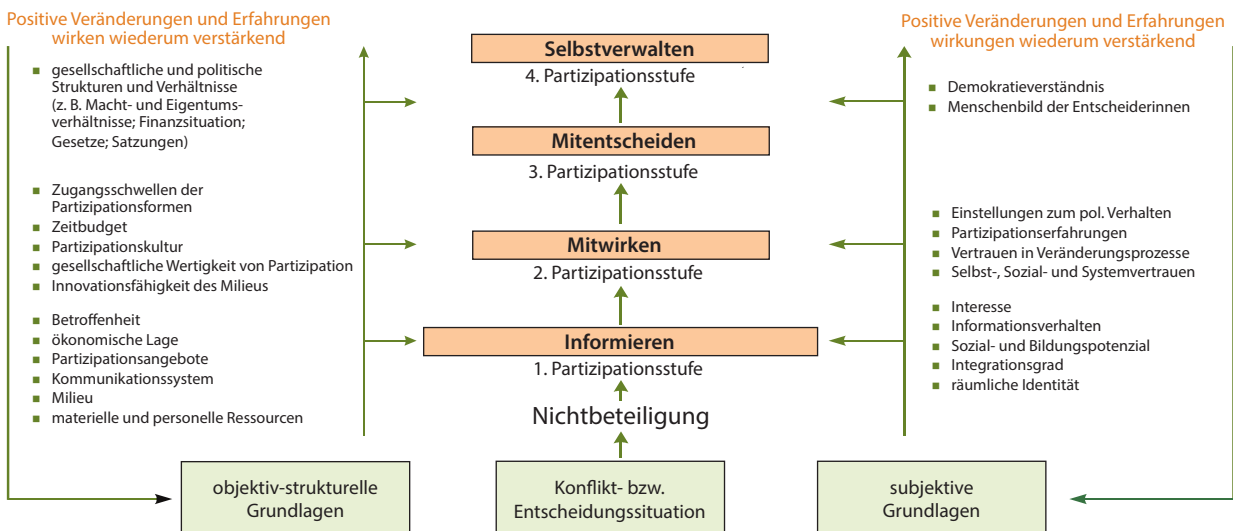 Positive Veränderungen und Erfahrungen
wirken wiederum verstärkend
▪ gesellschaftliche und politische
Strukturen und Verhältnisse
(z. B. Macht- und Eigentums-
verhältnisse; Finanzsituation;
Gesetze; Satzungen)
▪ Zugangsschwellen der
Partizipationsformen
▪ Zeitbudget
▪ Partizipationskultur
▪ gesellschaftliche Wertigkeit von Partizipation
▪ Innovationsfähigkeit des Milieus
▪ Betroffenheit
▪ ökonomische Lage
▪ Partizipationsangebote
▪ Kommunikationssystem
▪ Milieu
▪ materielle und personelle Ressourcen
objektiv-strukturelle
Grundlagen
Selbstverwalten
4. Partizipationsstufe
Mitentscheiden
3. Partizipationsstufe
Mitwirken
2. Partizipationsstufe
Informieren
1. Partizipationsstufe
Nichtbeteiligung
Konflikt- bzw.
Entscheidungssituation
Positive Veränderungen und Erfahrungen
wirkungen wiederum verstärkend
▪ Demokratieverständnis
▪ Menschenbild der Entscheiderinnen
▪ Einstellungen zum pol. Verhalten
▪ Partizipationserfahrungen
▪ Vertrauen in Veränderungsprozesse
▪ Selbst-, Sozial- und Systemvertrauen
▪ Interesse
▪ Informationsverhalten
▪ Sozial- und Bildungspotenzial
▪ Integrationsgrad
▪ räumliche Identität
subjektive
Grundlagen